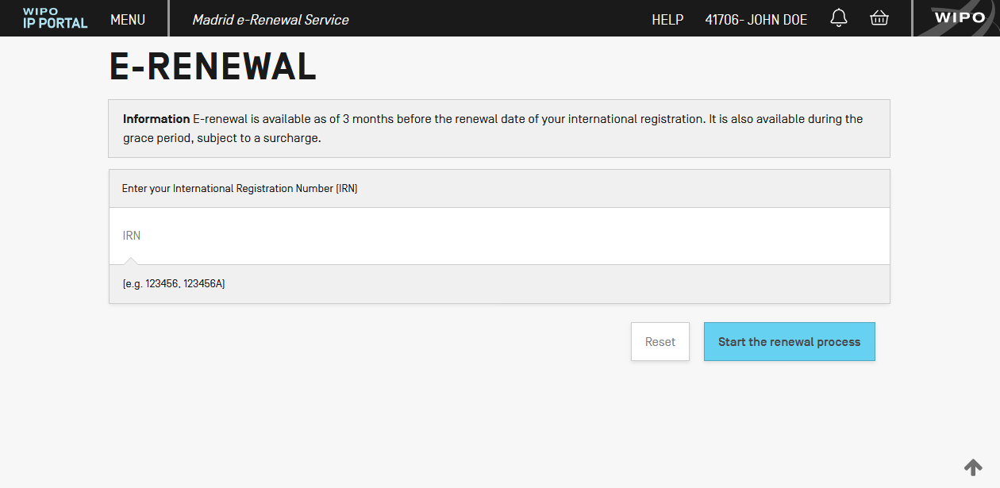 WIPO
IP PORTAL
MENU
Madrid e-Renewal Service
HELP
41706- JOHN DOE
WIPO
E-RENEWAL
Information E-renewal is available as of 3 months before the renewal date of your international registration. It is also available during the
grace period, subject to a surcharge.
Enter your International Registration Number (IRN)
IRN
(e.g. 123456, 123456A)
Reset
Start the renewal process